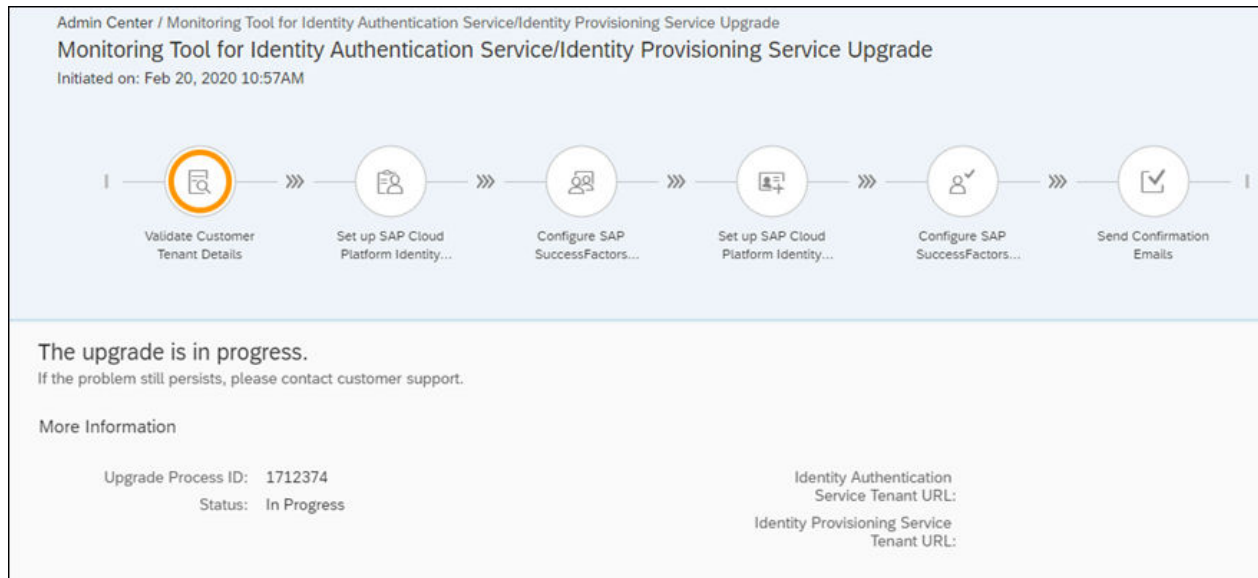 Admin Center / Monitoring Tool for Identity Authentication Service/Identity Provisioning Service Upgrade
Monitoring Tool for Identity Authentication Service/Identity Provisioning Service Upgrade
Initiated on: Feb 20, 2020 10:57AM
Validate Customer
Tenant Details
Set up SAP Cloud
Platform Identity...
Configure SAP
SuccessFactors...
Set up SAP Cloud
Platform Identity...
Configure SAP
SuccessFactors...
Send Confirmation
Emails
The upgrade is in progress.
If the problem still persists, please contact customer support.
More Information
Upgrade Process ID: 1712374
Status: In Progress
Identity Authentication
Service Tenant URL:
Identity Provisioning Service
Tenant URL: